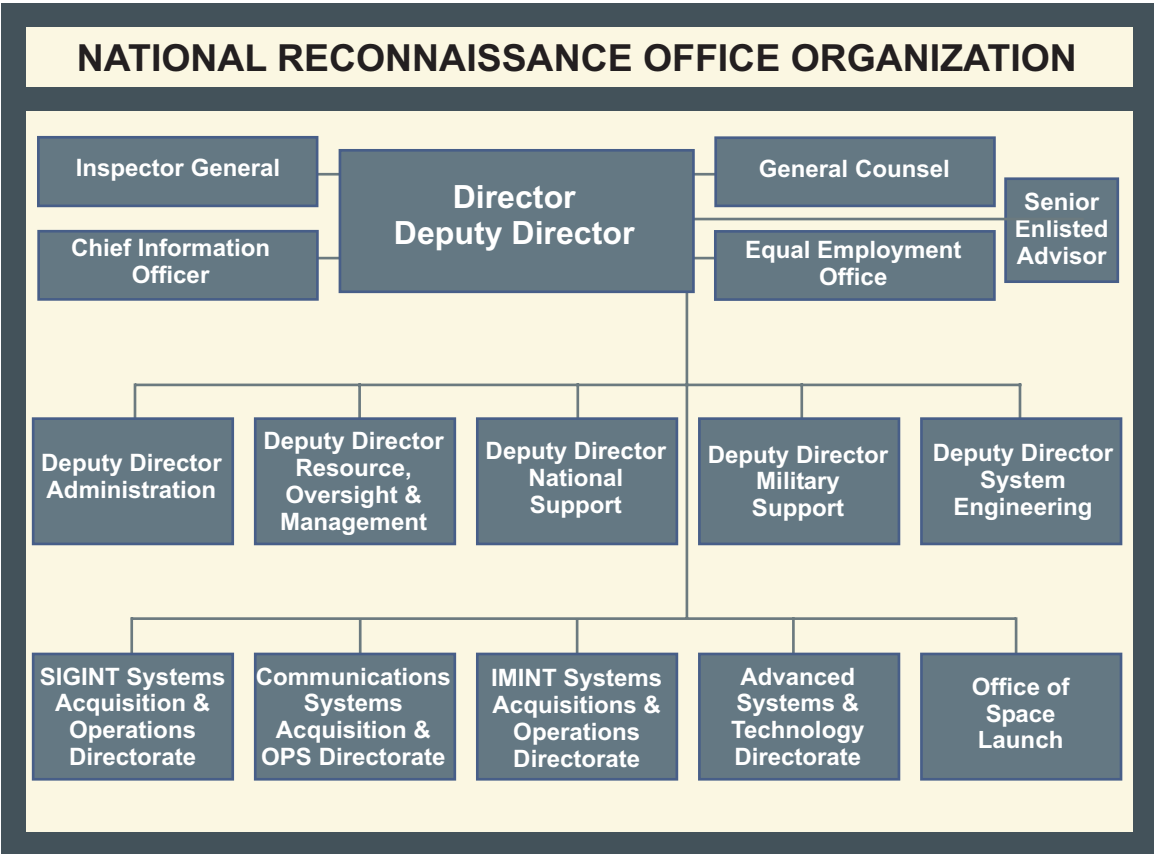 NATIONAL RECONNAISSANCE OFFICE ORGANIZATION
Inspector General
Director
Deputy Director
General Counsel
Senior
Enlisted
Advisor
Chief Information
Officer
Equal Employment
Office
Deputy Director
Administration
Deputy Director
Resource,
Oversight &
Management
Deputy Director
National
Support
Deputy Director
Military
Support
Deputy Director
System
Engineering
SIGINT Systems
Acquisition &
Operations
Directorate
Communications
Systems
Acquisition &
OPS Directorate
IMINT Systems
Acquisitions &
Operations
Directorate
Advanced
Systems &
Technology
Directorate
Office of
Space
Launch